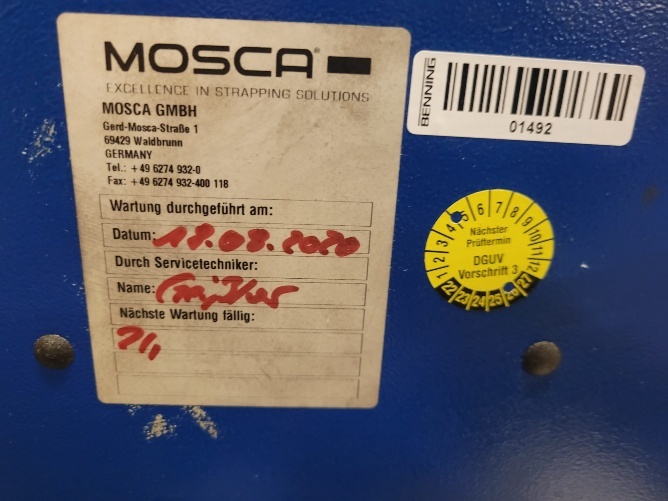 MOSCA
EXCELLENCE IN STRAPPING SOLUTIONS
MOSCA GMBH
Gerd-Mosca-Straße 1
69429 Waldbrunn
GERMANY
Tel.: +49 6274 932-0
Fax: +49 6274 932-400 118
Wartung durchgeführt am:
Datum: 18.08.2020
Durch Servicetechniker:
Name:
Nächste Wartung fällig:
BENNING
01492
1 2 3 4 5 6 7 8 9 10 11 12
Nächster
Prüftermin
DGUV
Vorschrift 3
22 23 24 25 26 27